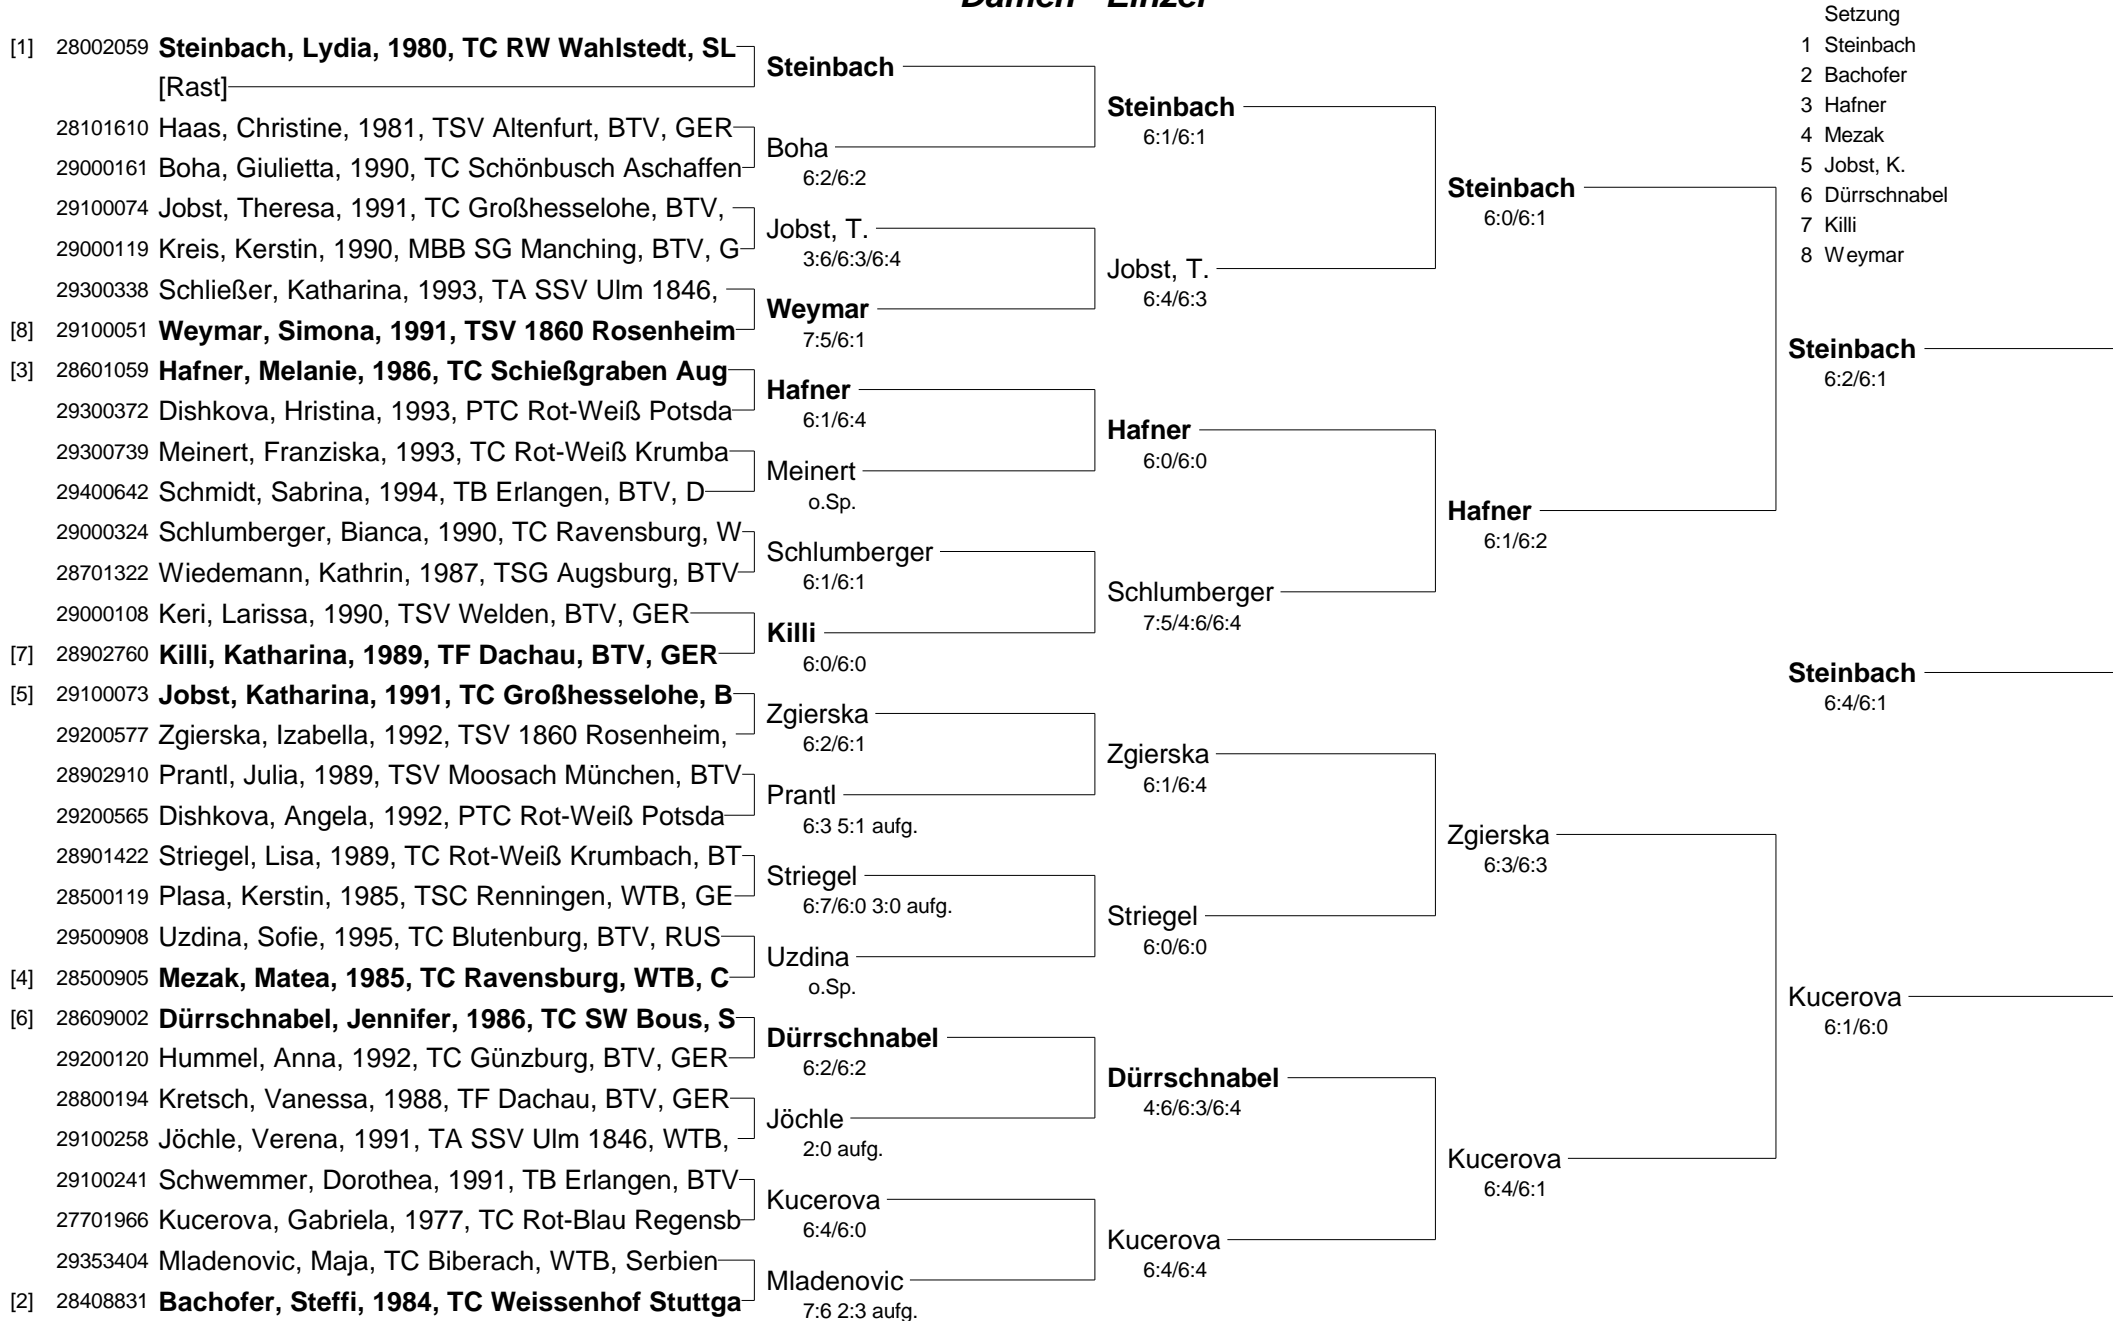 Damen - Einzel
Setzung
1 Steinbach
2 Bachofer
3 Hafner
4 Mezak
5 Jobst, K.
6 Dürrschnabel
7 Killi
8 Weymar
[1] 28002059 Steinbach, Lydia, 1980, TC RW Wahlstedt, SL
[Rast]
28101610 Haas, Christine, 1981, TSV Altenfurt, BTV, GER
29000161 Boha, Giulietta, 1990, TC Schönbusch Aschaffen
29100074 Jobst, Theresa, 1991, TC Großhesselohe, BTV,
29000119 Kreis, Kerstin, 1990, MBB SG Manching, BTV, G
29300338 Schließer, Katharina, 1993, TA SSV Ulm 1846,
[8] 29100051 Weymar, Simona, 1991, TSV 1860 Rosenheim
[3] 28601059 Hafner, Melanie, 1986, TC Schießgraben Aug
29300372 Dishkova, Hristina, 1993, PTC Rot-Weiß Potsda
29300739 Meinert, Franziska, 1993, TC Rot-Weiß Krumba
29400642 Schmidt, Sabrina, 1994, TB Erlangen, BTV, D
29000324 Schlumberger, Bianca, 1990, TC Ravensburg, W
28701322 Wiedemann, Kathrin, 1987, TSG Augsburg, BTV
29000108 Keri, Larissa, 1990, TSV Welden, BTV, GER
[7] 28902760 Killi, Katharina, 1989, TF Dachau, BTV, GER
[5] 29100073 Jobst, Katharina, 1991, TC Großhesselohe, B
29200577 Zgierska, Izabella, 1992, TSV 1860 Rosenheim,
28902910 Prantl, Julia, 1989, TSV Moosach München, BTV
29200565 Dishkova, Angela, 1992, PTC Rot-Weiß Potsda
28901422 Striegel, Lisa, 1989, TC Rot-Weiß Krumbach, BT
28500119 Plasa, Kerstin, 1985, TSC Renningen, WTB, GE
29500908 Uzdina, Sofie, 1995, TC Blutenburg, BTV, RUS
[4] 28500905 Mezak, Matea, 1985, TC Ravensburg, WTB, C
[6] 28609002 Dürrschnabel, Jennifer, 1986, TC SW Bous, S
29200120 Hummel, Anna, 1992, TC Günzburg, BTV, GER
28800194 Kretsch, Vanessa, 1988, TF Dachau, BTV, GER
29100258 Jöchle, Verena, 1991, TA SSV Ulm 1846, WTB,
29100241 Schwemmer, Dorothea, 1991, TB Erlangen, BTV
27701966 Kucerova, Gabriela, 1977, TC Rot-Blau Regensb
29353404 Mladenovic, Maja, TC Biberach, WTB, Serbien
[2] 28408831 Bachofer, Steffi, 1984, TC Weissenhof Stuttga
Steinbach
Boha
6:2/6:2
Jobst, T.
3:6/6:3/6:4
Weymar
7:5/6:1
Hafner
6:1/6:4
Meinert
o.Sp.
Schlumberger
6:1/6:1
Killi
6:0/6:0
Zgierska
6:2/6:1
Prantl
6:3 5:1 aufg.
Striegel
6:7/6:0 3:0 aufg.
Uzdina
o.Sp.
Dürrschnabel
6:2/6:2
Jöchle
2:0 aufg.
Kucerova
6:4/6:0
Mladenovic
7:6 2:3 aufg.
Steinbach
6:1/6:1
Jobst, T.
6:4/6:3
Hafner
6:0/6:0
Schlumberger
7:5/4:6/6:4
Zgierska
6:1/6:4
Striegel
6:0/6:0
Dürrschnabel
4:6/6:3/6:4
Kucerova
6:4/6:4
Steinbach
6:0/6:1
Hafner
6:1/6:2
Zgierska
6:3/6:3
Kucerova
6:4/6:1
Steinbach
6:2/6:1
Steinbach
6:4/6:1
Kucerova
6:1/6:0